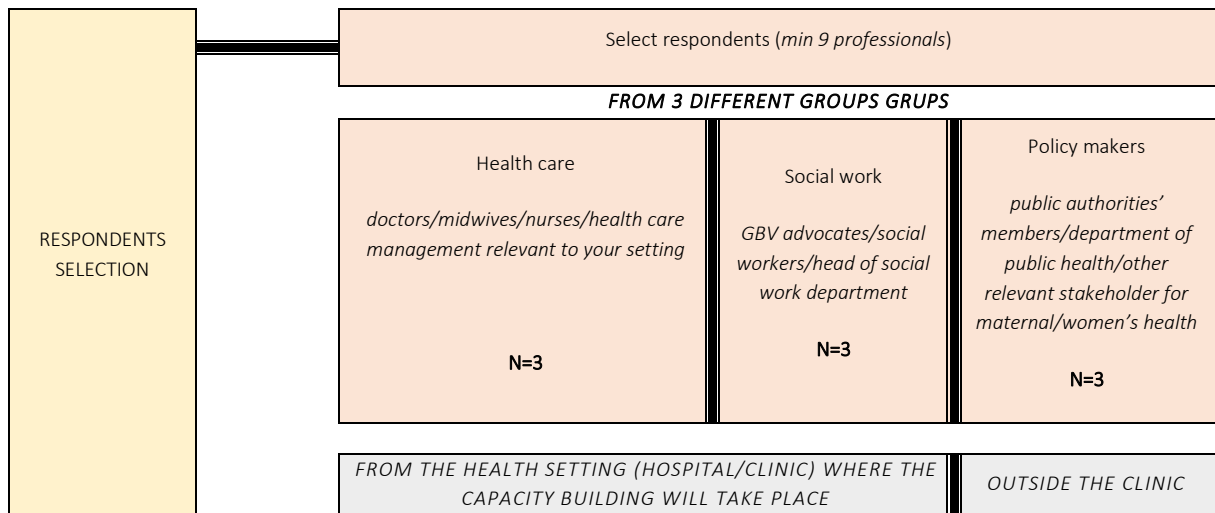 RESPONDENTS
SELECTION
Select respondents (min 9 professionals)
FROM 3 DIFFERENT GROUPS GRUPS
Health care
doctors/midwives/nurses/health care
management relevant to your setting
N=3
Social work
GBV advocates/social
workers/head of social
work department
N=3
Policy makers
public authorities’
members/department of
public health/other
relevant stakeholder for
maternal/women’s health
N=3
FROM THE HEALTH SETTING (HOSPITAL/CLINIC) WHERE THE
CAPACITY BUILDING WILL TAKE PLACE
OUTSIDE THE CLINIC